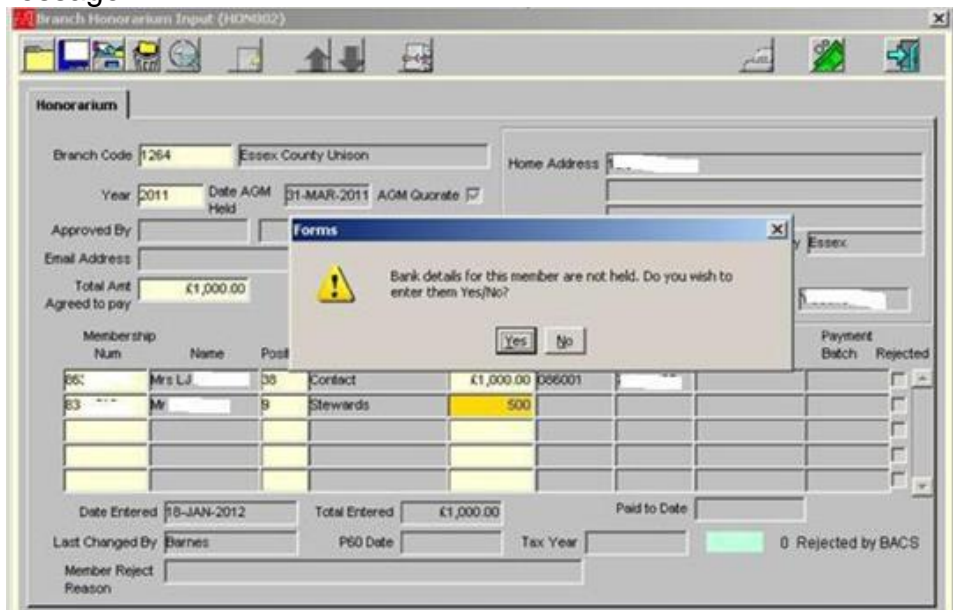 Branch Honorarium Input (HON002)
Honorarium
Branch Code 1264 Essex County Unison
Home Address
Year 2011 Date AGM Held 31-MAR-2011 AGM Quorate
Approved By
Essex
Email Address
Total Amt Agreed to pay £1,000.00
Forms
Bank details for this member are not held. Do you wish to
enter them Yes/No?
Yes No
Membership Num Name Payment Batch Rejected
Mrs LJ 38 Contact £1,000.00 086001
83 Mr 9 Stewards 500
Date Entered 18-JAN-2012 Total Entered £1,000.00 Paid to Date
Last Changed By Barnes P60 Date Tax Year 0 Rejected by BACS
Member Reject Reason